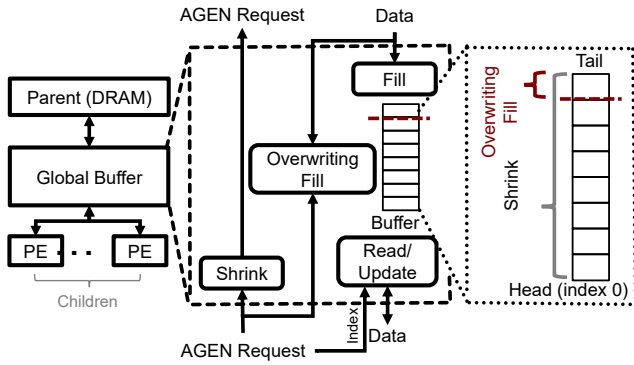 AGEN Request
Data
Parent (DRAM)
Global Buffer
PE
PE
Children
Fill
Overwriting
Fill
Buffer
Read/
Update
Shrink
Index
Data
AGEN Request
Tail
Overwriting
Fill
Shrink
Head (index 0)